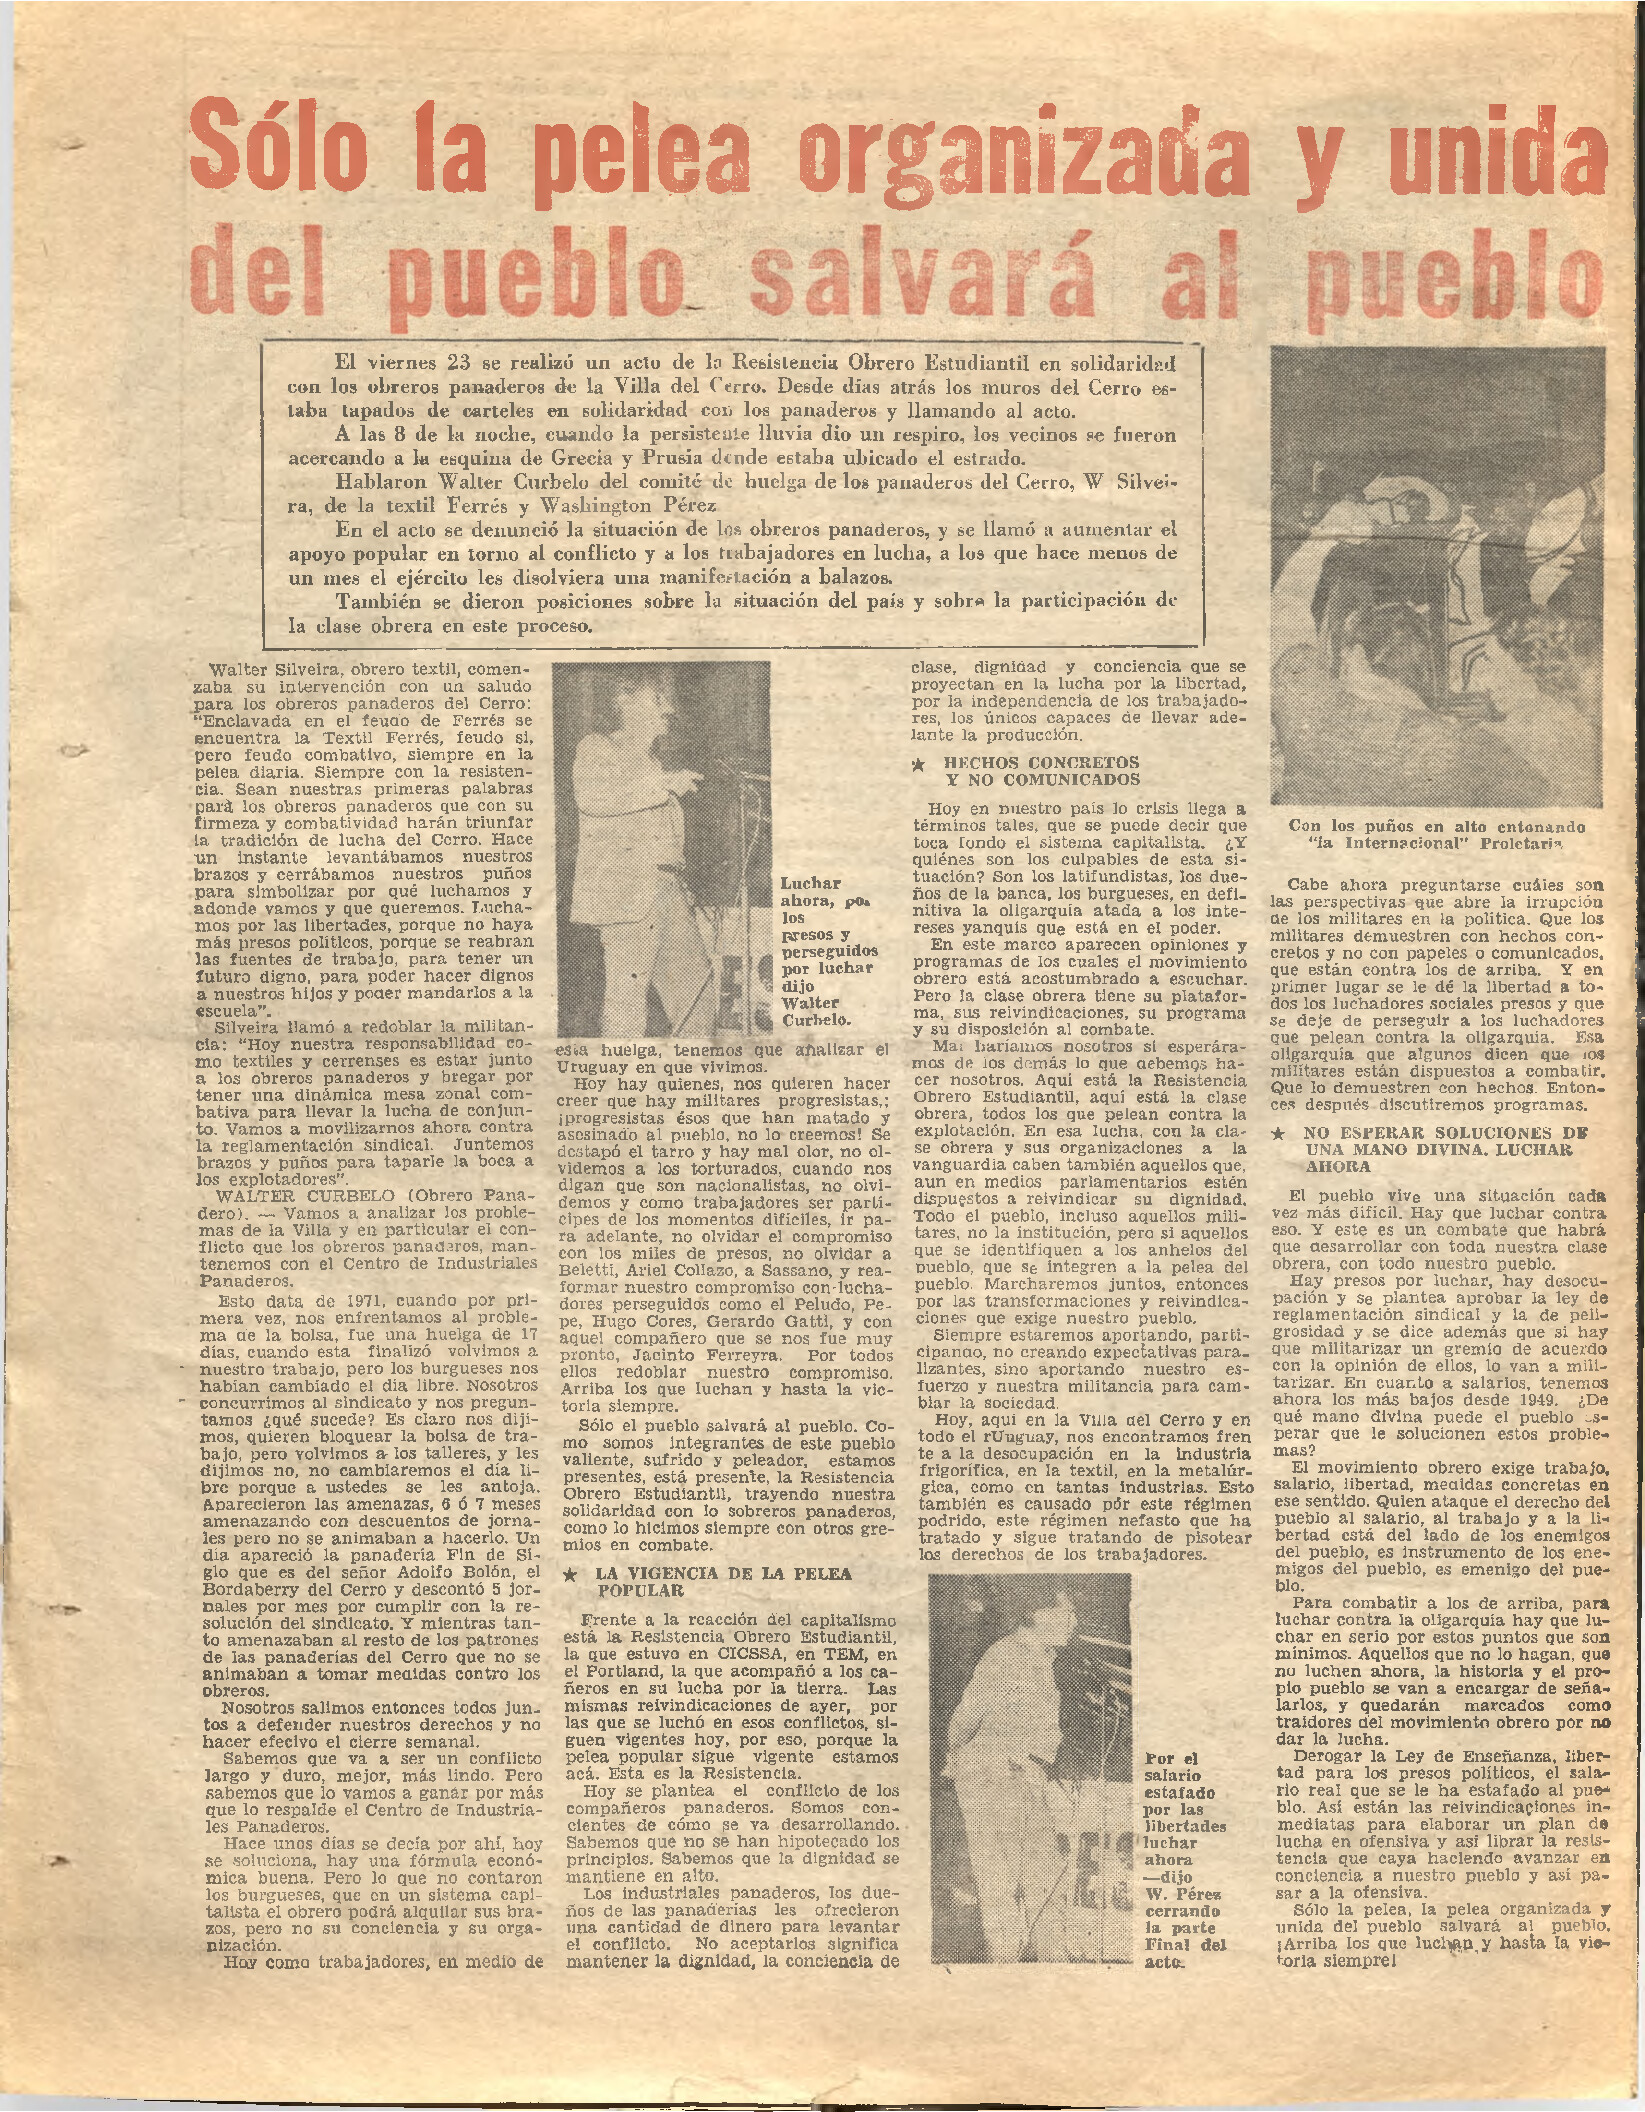 Sólo la pelea organizada y unida
del pueblo salvará al pueblo
El viernes 23 se realizó un acto de la Resistencia Obrero Estudiantil en solidaridad
con los obreros panaderos de la Villa del Cerro. Desde días atrás los muros del Cerro es-
taba tapados de carteles en solidaridad con los panaderos y llamando al acto.
A las 8 de la noche, cuando la persistente lluvia dio un respiro, los vecinos se fueron
acercando a la esquina de Grecia y Prusia donde estaba ubicado el estrado.
Hablaron Walter Curbelo del comité de huelga de los panaderos del Cerro, W Silvei-
ra, de la textil Ferrés y Washington Pérez
En el acto se denunció la situación de los obreros panaderos, y se llamó a aumentar el
apoyo popular en torno al conflicto y a los trabajadores en lucha, a los que hace menos de
un mes el ejército les disolviera una manifestación a balazos.
También se dieron posiciones sobre la situación del país y sobre la participación de
la clase obrera en este proceso.
Walter Silveira, obrero textil, comen-
zaba su intervención con un saludo
para los obreros panaderos del Cerro:
"Enclavada en el feudo de Ferrés se
encuentra la Textil Ferrés, feudo si,
pero feudo combativo, siempre en la
pelea diaria. Siempre con la resisten-
cia. Sean nuestras primeras palabras
para los obreros panaderos que con su
firmeza y combatividad harán triunfar
la tradición de lucha del Cerro. Hace
un instante levantábamos nuestros
brazos y cerrábamos nuestros puños
para simbolizar por qué luchamos y
adonde vamos y que queremos. Lucha-
mos por las libertades, porque no haya
más presos políticos, porque se reabran
las fuentes de trabajo, para tener un
futuro digno, para poder hacer dignos
a nuestros hijos y poder mandarlos a la
escuela".
Silveira llamó a redoblar la militan-
cia: "Hoy nuestra responsabilidad co-
mo textiles y cerrenses es estar junto
a los obreros panaderos y bregar por
tener una dinámica mesa zonal com-
bativa para llevar la lucha de conjun-
to. Vamos a movilizarnos ahora contra
la reglamentación sindical. Juntemos
brazos y puños para taparle la boca a
los explotadores".
WALTER CURBELO (Obrero Pana-
dero). — Vamos a analizar los proble-
mas de la Villa y en particular el con-
flicto que los obreros panaderos, man-
tenemos con el Centro de Industriales
Panaderos.
Esto data de 1971, cuando por pri-
mera vez, nos enfrentamos al proble-
ma de la bolsa, fue una huelga de 17
días, cuando esta finalizó volvimos a
nuestro trabajo, pero los burgueses nos
habían cambiado el día libre. Nosotros
concurrimos al sindicato y nos pregun-
tamos ¿qué sucede? Es claro nos diji-
mos, quieren bloquear la bolsa de tra-
bajo, pero volvimos a los talleres, y les
dijimos no, no cambiaremos el día li-
bre porque a ustedes se les antoja.
Aparecieron las amenazas, 6 ó 7 meses
amenazando con descuentos de jorna-
les pero no se animaban a hacerlo. Un
día apareció la panadería Fin de Si-
glo que es del señor Adolfo Bolón, el
Bordaberry del Cerro y descontó 5 jor-
nales por mes por cumplir con la re-
solución del sindicato. Y mientras tan-
to amenazaban al resto de los patrones
de las panaderías del Cerro que no se
animaban a tomar medidas contro los
obreros.
Nosotros salimos entonces todos jun-
tos a defender nuestros derechos y no
hacer efecivo el cierre semanal.
Sabemos que va a ser un conflicto
largo y duro, mejor, más lindo. Pero
sabemos que lo vamos a ganar por más
que lo respalde el Centro de Industria-
les Panaderos.
Hace unos días se decía por ahí, hoy
se soluciona, hay una fórmula econó-
mica buena. Pero lo que no contaron
los burgueses, que en un sistema capi-
talista el obrero podrá alquilar sus bra-
zos, pero no su conciencia y su orga-
nización.
Hoy como trabajadores, en medio de
Luchar
ahora, por
los
presos y
perseguidos
por luchar
dijo
Walter
Curbelo.
esta huelga, tenemos que analizar el
Uruguay en que vivimos.
Hoy hay quienes, nos quieren hacer
creer que hay militares progresistas,;
¡progresistas ésos que han matado y
asesinado al pueblo, no lo creemos! Se
destapó el tarro y hay mal olor, no ol-
videmos a los torturados, cuando nos
digan que son nacionalistas, no olvi-
demos y como trabajadores ser partí-
cipes de los momentos difíciles, ir pa-
ra adelante, no olvidar el compromiso
con los miles de presos, no olvidar a
Beletti, Ariel Collazo, a Sassano, y rea-
formar nuestro compromiso con-lucha-
dores perseguidos como el Peludo, Pe-
pe, Hugo Cores, Gerardo Gatti, y con
aquel compañero que se nos fue muy
pronto, Jacinto Ferreyra. Por todos
ellos redoblar nuestro compromiso.
Arriba los que luchan y hasta la vic-
toria siempre.
Sólo el pueblo salvará al pueblo. Co-
mo somos integrantes de este pueblo
valiente, sufrido y peleador, estamos
presentes, está presente, la Resistencia
Obrero Estudiantil, trayendo nuestra
solidaridad con lo sobreros panaderos,
como lo hicimos siempre con otros gre-
mios en combate.
★ LA VIGENCIA DE LA PELEA
POPULAR
Frente a la reacción del capitalismo
está la Resistencia Obrero Estudiantil,
la que estuvo en CICSSA, en TEM, en
el Portland, la que acompañó a los ca-
ñeros en su lucha por la tierra. Las
mismas reivindicaciones de ayer, por
las que se luchó en esos conflictos, si-
guen vigentes hoy, por eso, porque la
pelea popular sigue vigente estamos
acá. Esta es la Resistencia.
Hoy se plantea el conflicto de los
compañeros panaderos. Somos con-
cientes de cómo se va desarrollando.
Sabemos que no se han hipotecado los
principios. Sabemos que la dignidad se
mantiene en alto.
Los industriales panaderos, los due-
ños de las panaderías les ofrecieron
una cantidad de dinero para levantar
el conflicto. No aceptarlos significa
mantener la dignidad, la conciencia de
clase, dignidad y conciencia que se
proyectan en la lucha por la libertad,
por la independencia de los trabajado-
res, los únicos capaces de llevar ade-
lante la producción.
★ HECHOS CONCRETOS
Y NO COMUNICADOS
Hoy en nuestro país lo crisis llega a
términos tales, que se puede decir que
toca fondo el sistema capitalista. ¿Y
quiénes son los culpables de esta si-
tuación? Son los latifundistas, los due-
ños de la banca, los burgueses, en defi-
nitiva la oligarquía atada a los inte-
reses yanquis que está en el poder.
En este marco aparecen opiniones y
programas de los cuales el movimiento
obrero está acostumbrado a escuchar.
Pero la clase obrera tiene su platafor-
ma, sus reivindicaciones, su programa
y su disposición al combate.
Mal haríamos nosotros si esperára-
mos de los demás lo que debemos ha-
cer nosotros. Aquí está la Resistencia
Obrero Estudiantil, aquí está la clase
obrera, todos los que pelean contra la
explotación. En esa lucha, con la cla-
se obrera y sus organizaciones a la
vanguardia caben también aquellos que,
aun en medios parlamentarios estén
dispuestos a reivindicar su dignidad.
Todo el pueblo, incluso aquellos mili-
tares, no la institución, pero si aquellos
que se identifiquen a los anhelos del
pueblo, que se integren a la pelea del
pueblo. Marcharemos juntos, entonces
por las transformaciones y reivindica-
ciones que exige nuestro pueblo.
Siempre estaremos aportando, parti-
cipando, no creando expectativas para-
lizantes, sino aportando nuestro es-
fuerzo y nuestra militancia para cam-
biar la sociedad.
Hoy, aquí en la Villa del Cerro y en
todo el rUuguay, nos encontramos fren
te a la desocupación en la industria
frigorífica, en la textil, en la metalúr-
gica, como en tantas industrias. Esto
también es causado pór este régimen
podrido, este régimen nefasto que ha
tratado y sigue tratando de pisotear
los derechos de los trabajadores.
Por el
salario
estafado
por las
libertades
luchar
ahora
—dijo
W. Pérez
cerrando
la parte
Final del
acto.
Con los puños en alto entonando
"la Internacional" Proletaria
Cabe ahora preguntarse cuáles son
las perspectivas que abre la irrupción
de los militares en la política. Que los
militares demuestren con hechos con-
cretos y no con papeles o comunicados,
que están contra los de arriba. Y en
primer lugar se le dé la libertad a to-
dos los luchadores sociales presos y que
se deje de perseguir a los luchadores
que pelean contra la oligarquía. Esa
oligarquía que algunos dicen que los
militares están dispuestos a combatir.
Que lo demuestren con hechos. Enton-
ces después discutiremos programas.
★ NO ESPERAR SOLUCIONES DE
UNA MANO DIVINA. LUCHAR
AHORA
El pueblo vive una situación cada
vez más difícil. Hay que luchar contra
eso. Y este es un combate que habrá
que desarrollar con toda nuestra clase
obrera, con todo nuestro pueblo.
Hay presos por luchar, hay desocu-
pación y se plantea aprobar la ley de
reglamentación sindical y la de peli-
grosidad y se dice además que si hay
que militarizar un gremio de acuerdo
con la opinión de ellos, lo van a mili-
tarizar. En cuanto a salarios, tenemos
ahora los más bajos desde 1949. ¿De
qué mano divina puede el pueblo es-
perar que le solucionen estos proble-
mas?
El movimiento obrero exige trabajo,
salario, libertad, medidas concretas en
ese sentido. Quien ataque el derecho del
pueblo al salario, al trabajo y a la li-
bertad está del lado de los enemigos
del pueblo, es instrumento de los ene-
migos del pueblo, es emenigo del pue-
blo.
Para combatir a los de arriba, para
luchar contra la oligarquía hay que lu-
char en serio por estos puntos que son
mínimos. Aquellos que no lo hagan, que
no luchen ahora, la historia y el pro-
pio pueblo se van a encargar de seña-
larlos, y quedarán marcados como
traidores del movimiento obrero por no
dar la lucha.
Derogar la Ley de Enseñanza, liber-
tad para los presos políticos, el sala-
rio real que se le ha estafado al pue-
blo. Así están las reivindicaciones in-
mediatas para elaborar un plan de
lucha en ofensiva y así librar la resis-
tencia que caya haciendo avanzar en
conciencia a nuestro pueblo y así pa-
sar a la ofensiva.
Sólo la pelea, la pelea organizada y
unida del pueblo salvará al pueblo.
¡Arriba los que luchan y hasta la vic-
toria siempre!